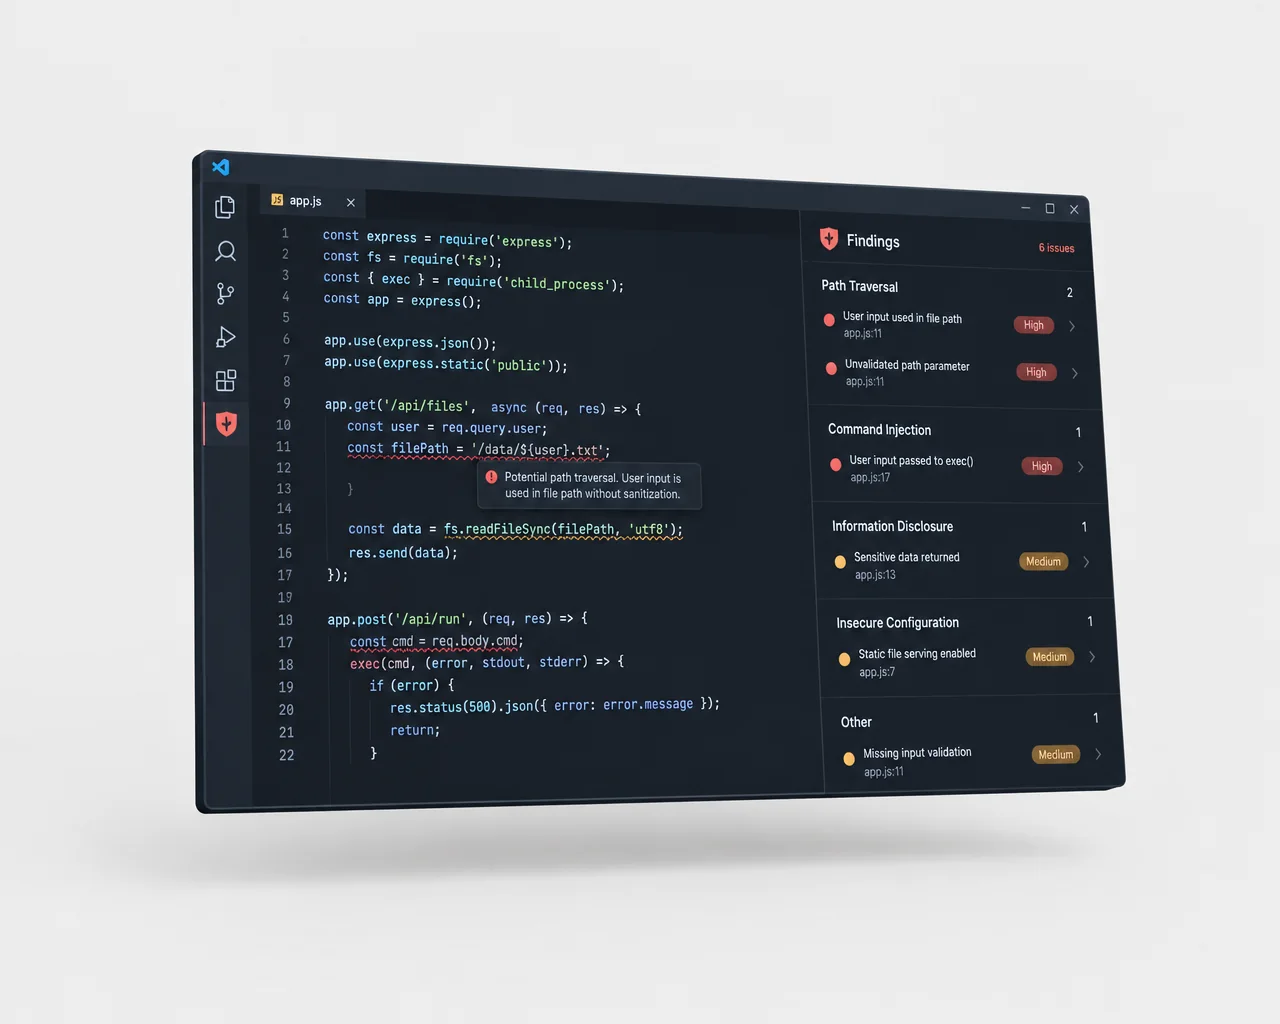 JS app.js ×
1 const express = require('express');
2 const fs = require('fs');
3 const { exec } = require('child_process');
4 const app = express();
5
6 app.use(express.json());
7 app.use(express.static('public'));
8
9 app.get('/api/files', async (req, res) => {
10 const user = req.query.user;
11 const filePath = '/data/${user}.txt';
12
Potential path traversal. User input is
used in file path without sanitization.
13 }
14
15 const data = fs.readFileSync(filePath, 'utf8');
16 res.send(data);
17 });
19
18 app.post('/api/run', (req, res) => {
17 const cmd = req.body.cmd;
18 exec(cmd, (error, stdout, stderr) => {
19 if (error) {
20 res.status(500).json({ error: error.message });
21 return;
22 }
Findings 6 issues
Path Traversal 2
User input used in file path High
app.js:11
Unvalidated path parameter High
app.js:11
Command Injection 1
User input passed to exec() High
app.js:17
Information Disclosure 1
Sensitive data returned Medium
app.js:13
Insecure Configuration 1
Static file serving enabled Medium
app.js:7
Other 1
Missing input validation Medium
app.js:11